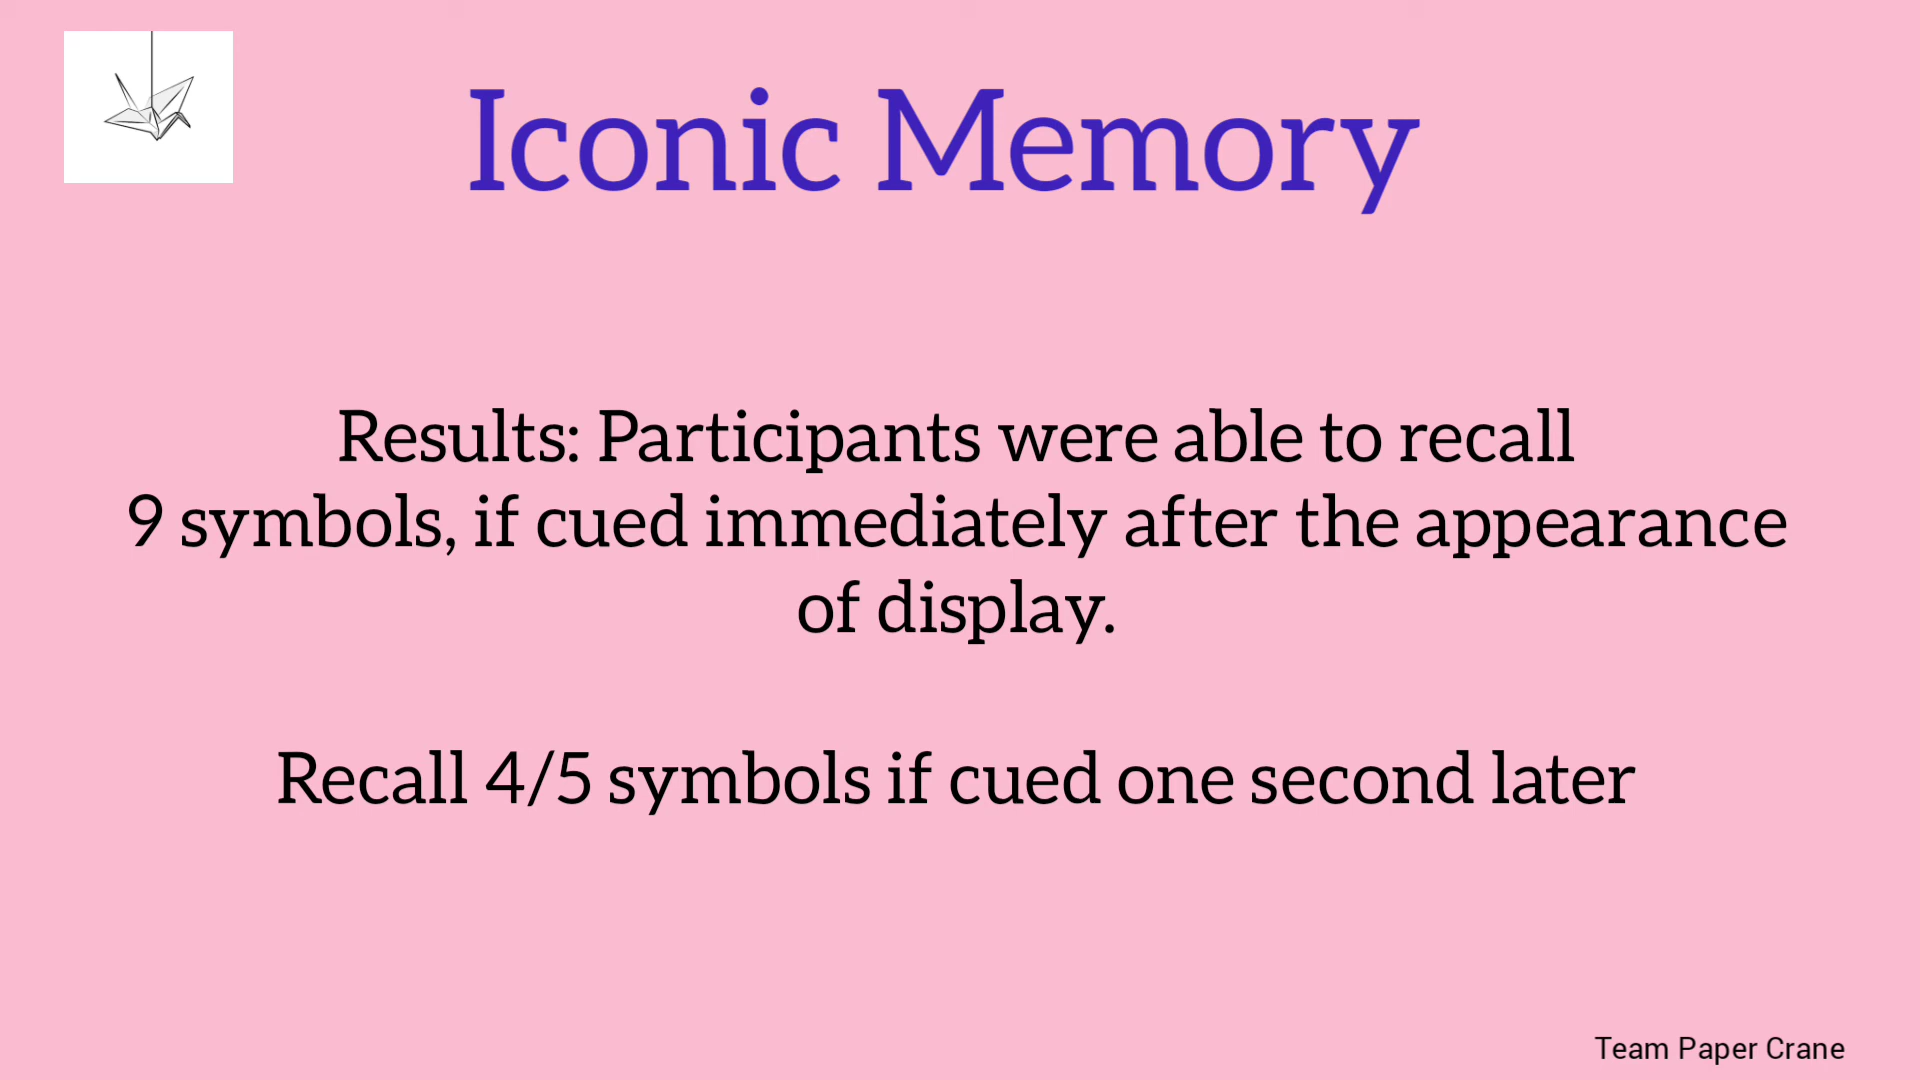 Iconic Memory
Results: Participants were able to recall
9 symbols, if cued immediately after the appearance
of display.
Recall 4/5 symbols if cued one second later
Team Paper Crane